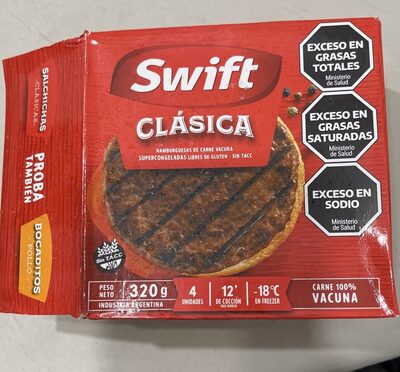 Swift
CLÁSICA
HAMBURGUESAS DE CARNE VACUNA
SUPERCONGELADAS LIBRES DE GLUTEN · SIN TACC
EXCESO EN
GRASAS
TOTALES
Ministerio
de Salud
EXCESO EN
GRASAS
SATURADAS
Ministerio
de Salud
EXCESO EN
SODIO
Ministerio
de Salud
SALCHICHAS
-CLÁSICAS-
PROBA
TAMBIÉN
BOCADITOS
POLLO
Sin T.A.C.C.
PESO
NETO
320g
INDUSTRIA ARGENTINA
4
UNIDADES
12'
DE COCCIÓN
-18°C
EN FREEZER
CARNE 100%
VACUNA